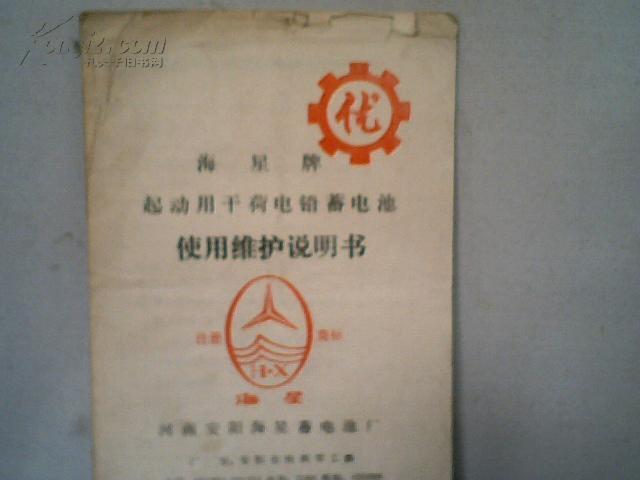 Kongfz.com
孔夫子旧书网
优
海星牌
起动用干荷电铅蓄电池
使用维护说明书
注册 商标
H-X
海星
河南安阳海星蓄电池厂